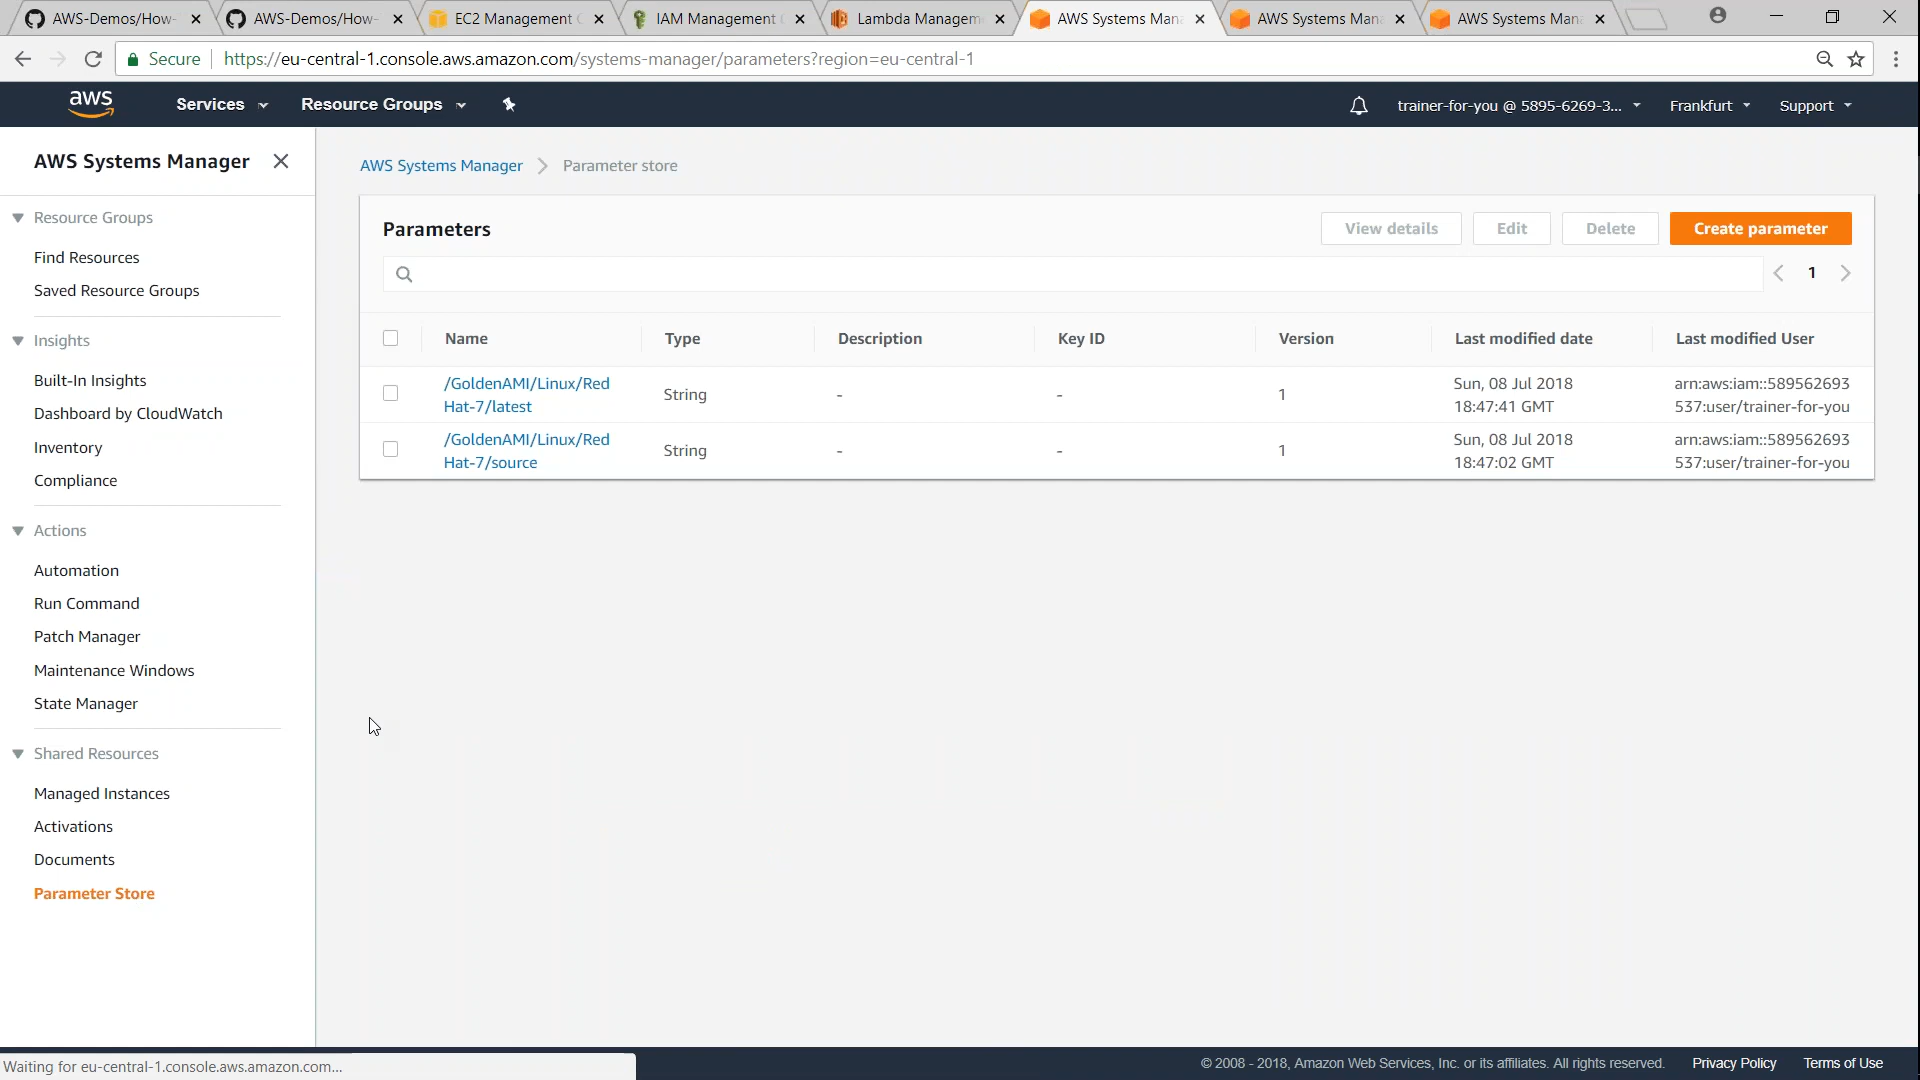 AWS-Demos/How-
AWS-Demos/How-
EC2 Management C
IAM Management C
Lambda Managem
AWS Systems Mana
AWS Systems Mana
AWS Systems Mana
Secure
https://eu-central-1.console.aws.amazon.com/systems-manager/parameters?region=eu-central-1
aws
Services
Resource Groups
trainer-for-you @ 5895-6269-3...
Frankfurt
Support
AWS Systems Manager
Resource Groups
Find Resources
Saved Resource Groups
Insights
Built-In Insights
Dashboard by CloudWatch
Inventory
Compliance
Actions
Automation
Run Command
Patch Manager
Maintenance Windows
State Manager
Shared Resources
Managed Instances
Activations
Documents
Parameter Store
AWS Systems Manager
Parameter store
Parameters
View details
Edit
Delete
Create parameter
1
Name
Type
Description
Key ID
Version
Last modified date
Last modified User
/GoldenAMI/Linux/Red
Hat-7/latest
String
-
-
1
Sun, 08 Jul 2018
18:47:41 GMT
arn:aws:iam::589562693
537:user/trainer-for-you
/GoldenAMI/Linux/Red
Hat-7/source
String
-
-
1
Sun, 08 Jul 2018
18:47:02 GMT
arn:aws:iam::589562693
537:user/trainer-for-you
Waiting for eu-central-1.console.aws.amazon.com...
© 2008 - 2018, Amazon Web Services, Inc. or its affiliates. All rights reserved.
Privacy Policy
Terms of Use